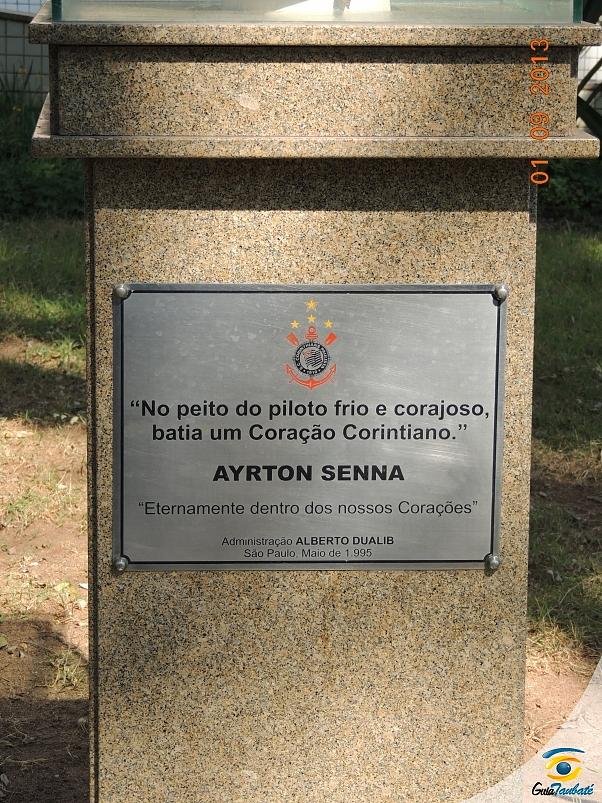 01 09 2013
“No peito do piloto frio e corajoso,
batia um Coração Corintiano.”
AYRTON SENNA
“Eternamente dentro dos nossos Corações”
Administração ALBERTO DUALIB
São Paulo, Maio de 1.995
GuiaTaubaté